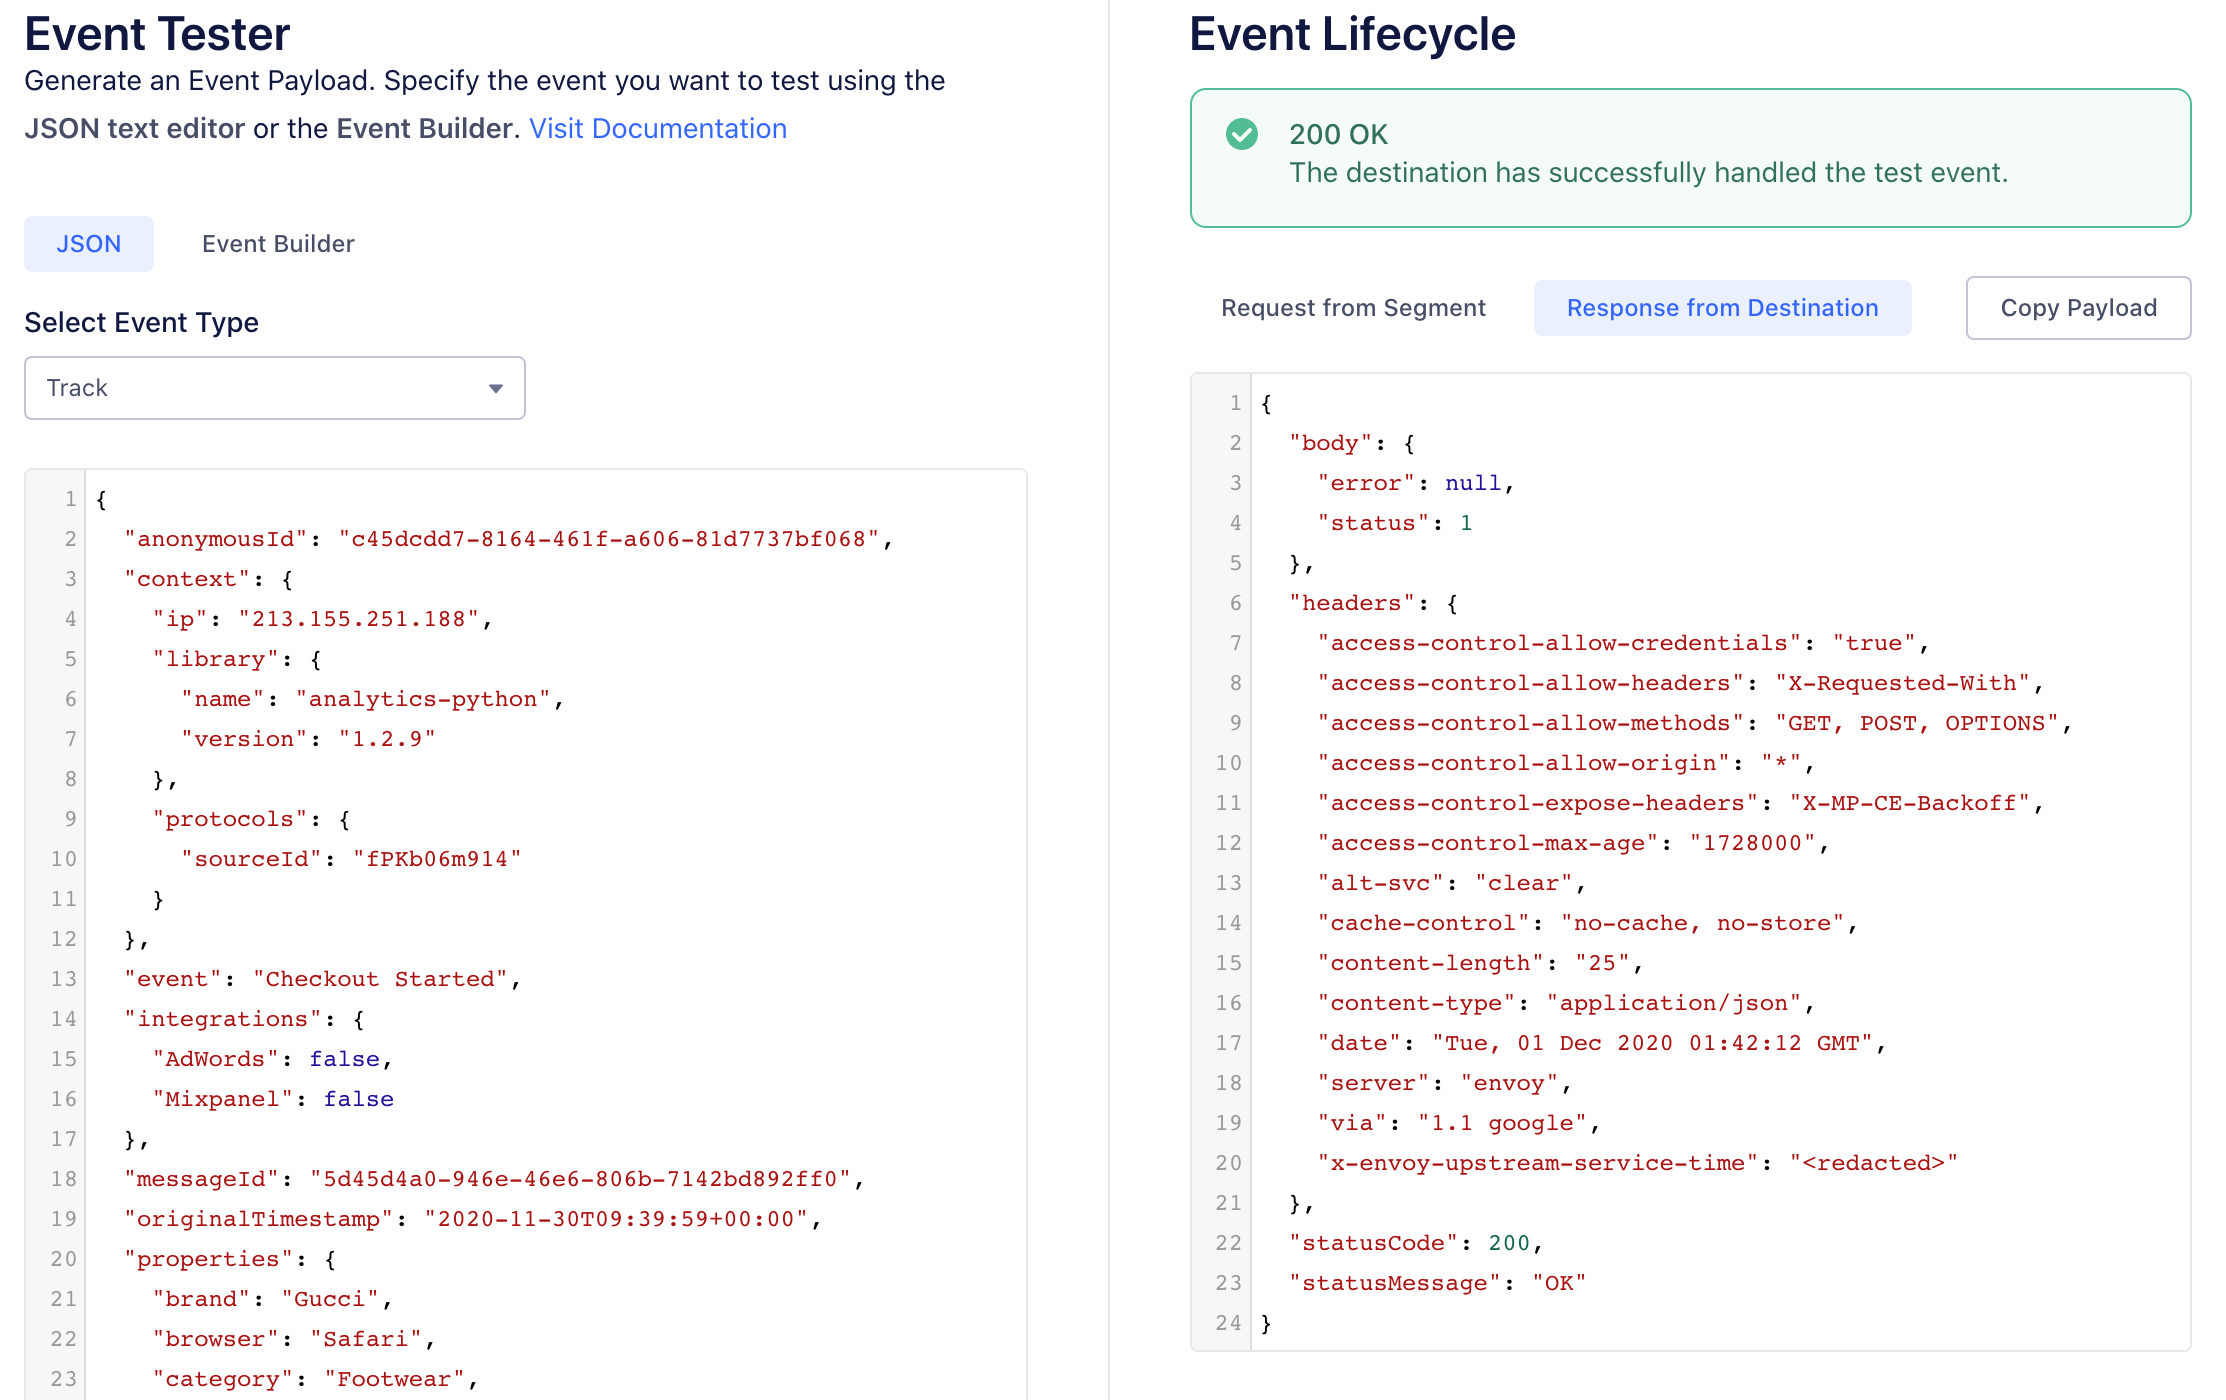 Event Tester
Generate an Event Payload. Specify the event you want to test using the
JSON text editor or the Event Builder. Visit Documentation
JSON
Event Builder
Select Event Type
Track
1 {
2 "anonymousId": "c45dcdd7-8164-461f-a606-81d7737bf068",
3 "context": {
4 "ip": "213.155.251.188",
5 "library": {
6 "name": "analytics-python",
7 "version": "1.2.9"
8 },
9 "protocols": {
10 "sourceId": "fPKb06m914"
11 }
12 },
13 "event": "Checkout Started",
14 "integrations": {
15 "AdWords": false,
16 "Mixpanel": false
17 },
18 "messageId": "5d45d4a0-946e-46e6-806b-7142bd892ff0",
19 "originalTimestamp": "2020-11-30T09:39:59+00:00",
20 "properties": {
21 "brand": "Gucci",
22 "browser": "Safari",
23 "category": "Footwear",
Event Lifecycle
200 OK
The destination has successfully handled the test event.
Request from Segment
Response from Destination
Copy Payload
1 {
2 "body": {
3 "error": null,
4 "status": 1
5 },
6 "headers": {
7 "access-control-allow-credentials": "true",
8 "access-control-allow-headers": "X-Requested-With",
9 "access-control-allow-methods": "GET, POST, OPTIONS",
10 "access-control-allow-origin": "*",
11 "access-control-expose-headers": "X-MP-CE-Backoff",
12 "access-control-max-age": "1728000",
13 "alt-svc": "clear",
14 "cache-control": "no-cache, no-store",
15 "content-length": "25",
16 "content-type": "application/json",
17 "date": "Tue, 01 Dec 2020 01:42:12 GMT",
18 "server": "envoy",
19 "via": "1.1 google",
20 "x-envoy-upstream-service-time": "<redacted>"
21 },
22 "statusCode": 200,
23 "statusMessage": "OK"
24 }